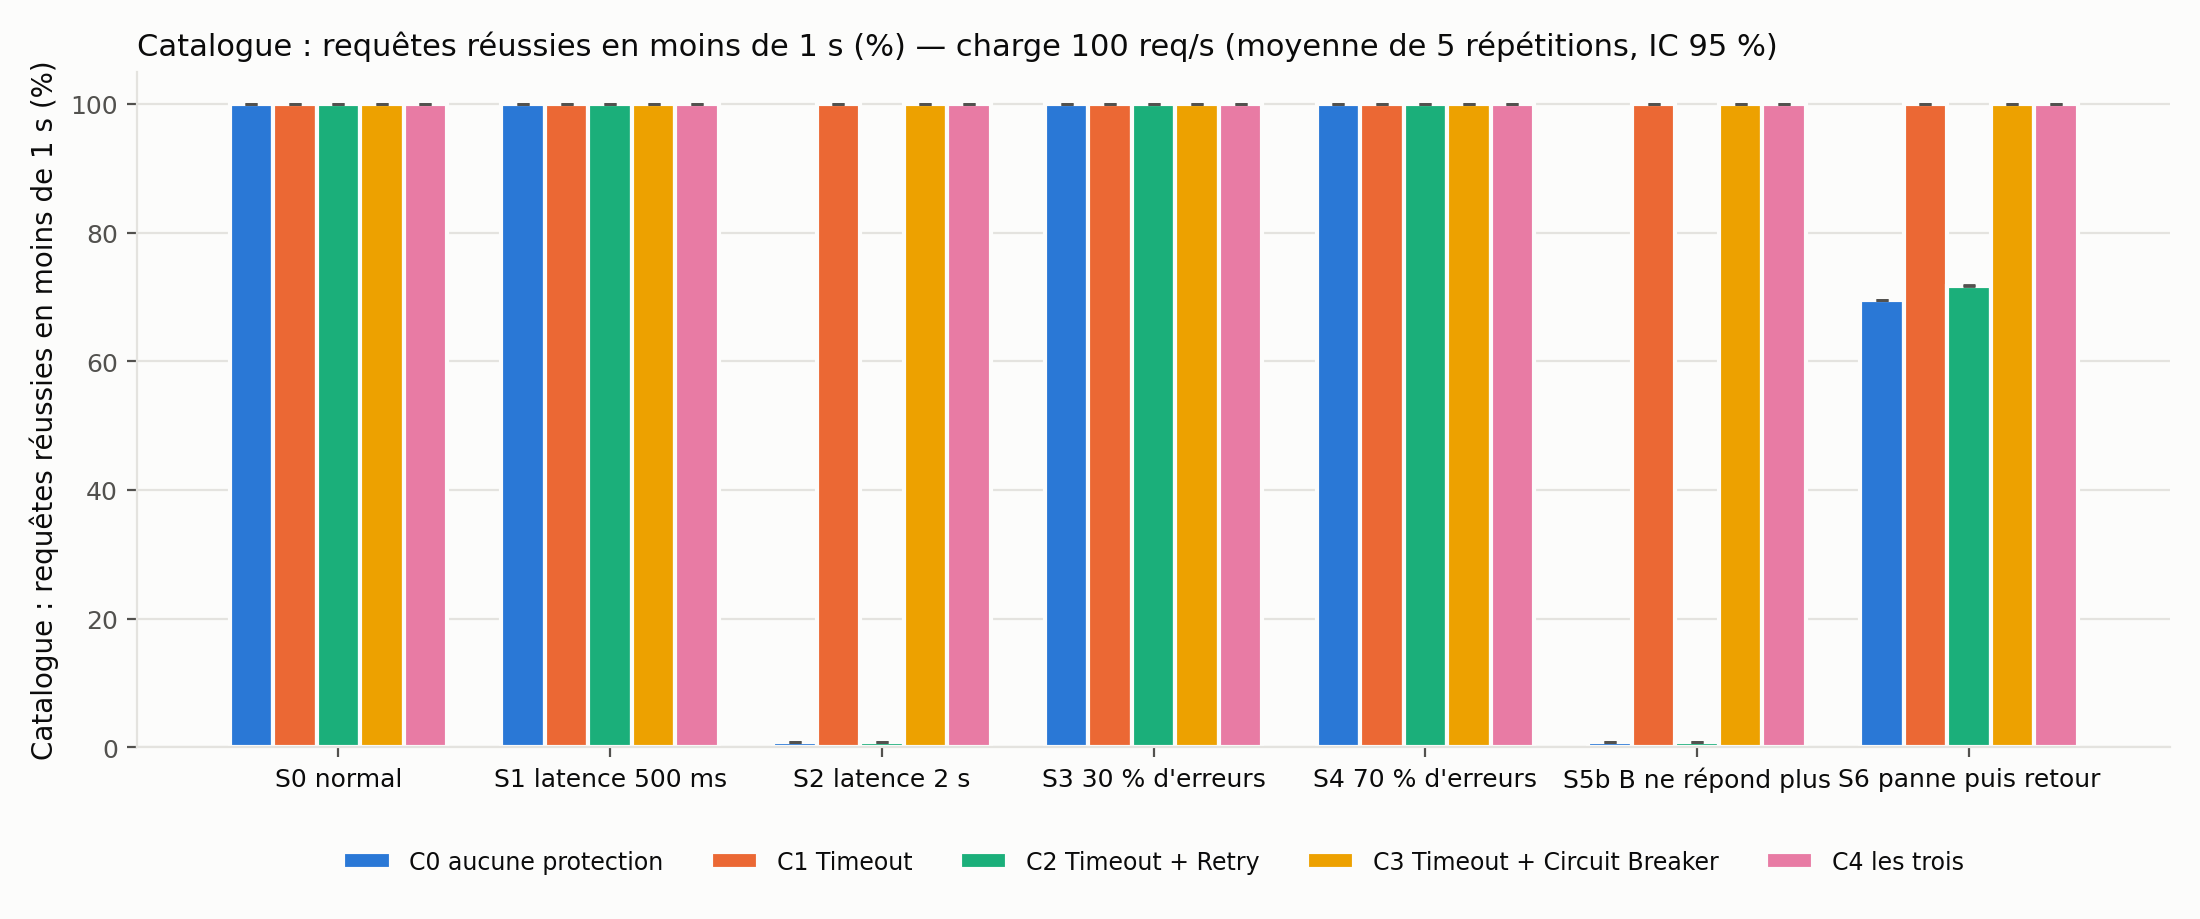 Catalogue : requêtes réussies en moins de 1 s (%) — charge 100 req/s (moyenne de 5 répétitions, IC 95 %)
Catalogue : requêtes réussies en moins de 1 s (%)
100
80
60
40
20
0
S0 normal
S1 latence 500 ms
S2 latence 2 s
S3 30 % d'erreurs
S4 70 % d'erreurs
S5b B ne répond plus
S6 panne puis retour
C0 aucune protection
C1 Timeout
C2 Timeout + Retry
C3 Timeout + Circuit Breaker
C4 les trois